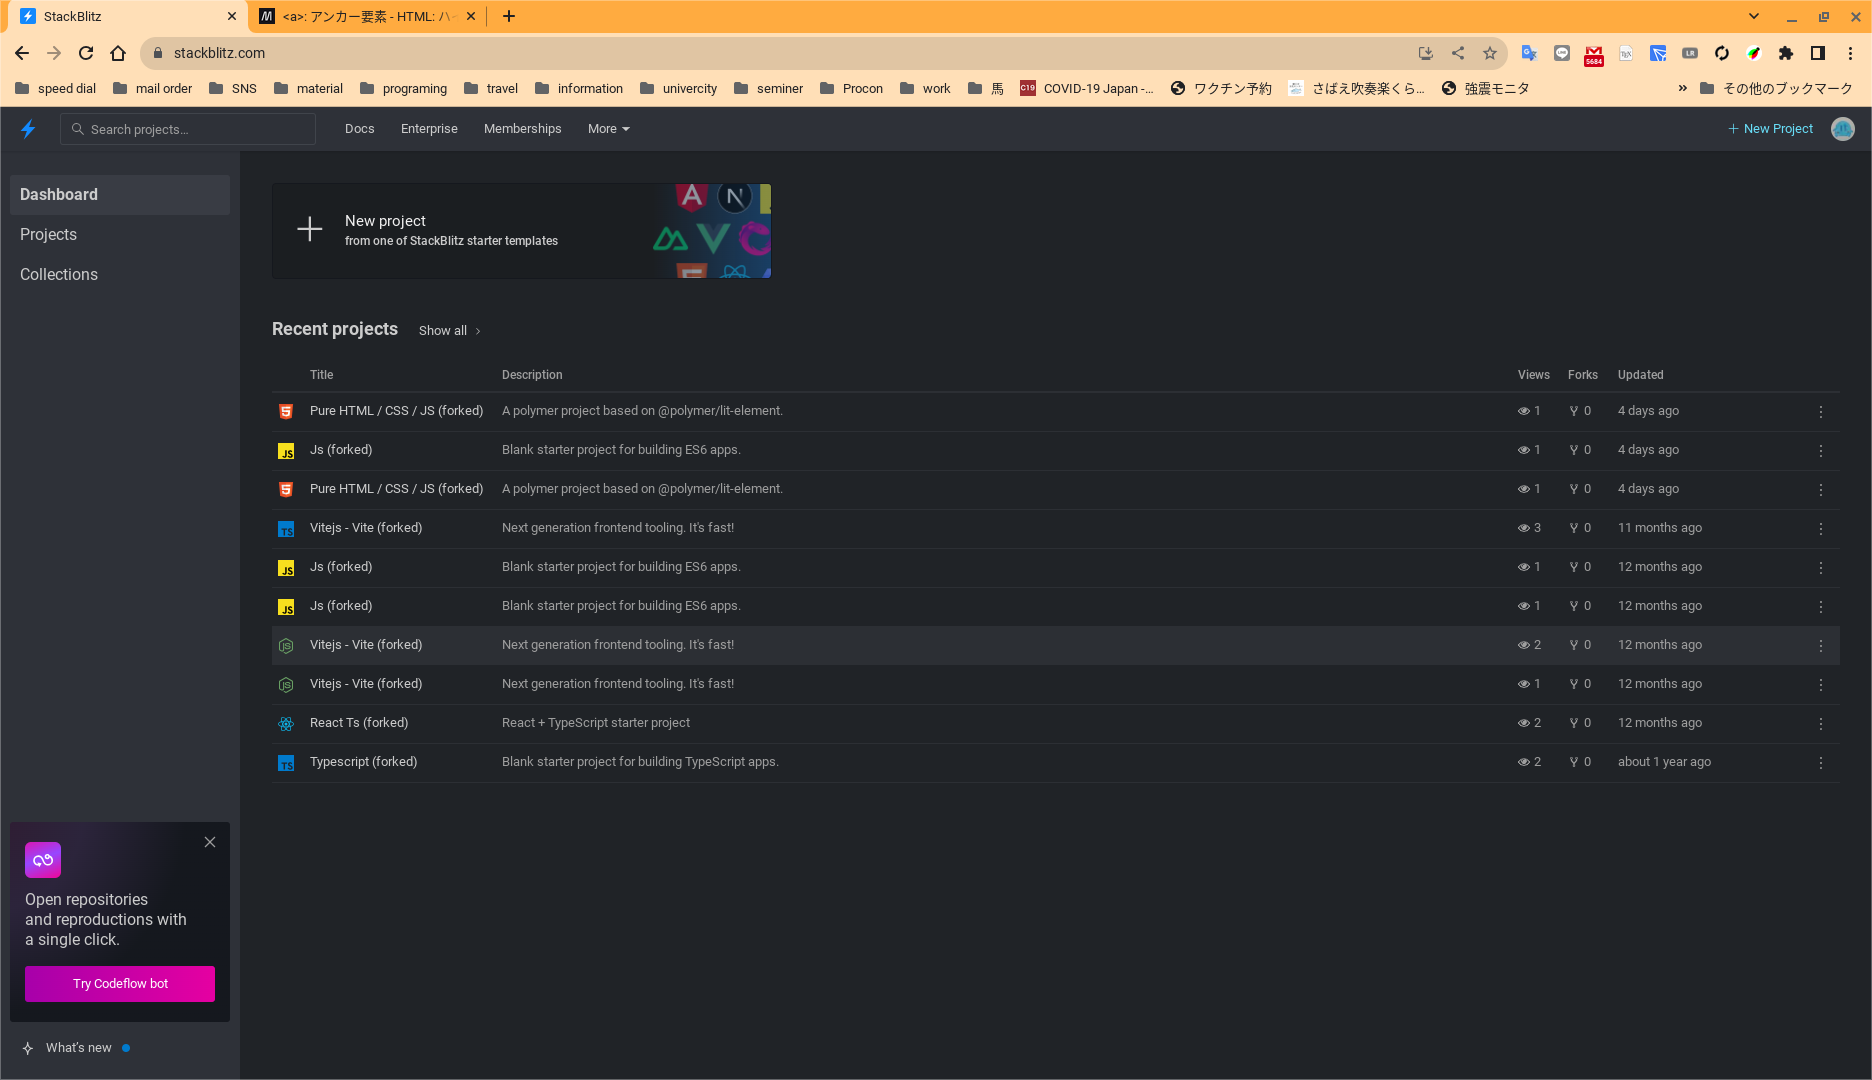 StackBlitz
<a>: アンカー要素 - HTML: ハ
stackblitz.com
5684
speed dial mail order SNS material programing travel information univercity seminer Procon work 馬 COVID-19 Japan -... ワクチン予約 さばえ吹奏楽くら... 強震モニタ » その他のブックマーク
Search projects... Docs Enterprise Memberships More New Project
Dashboard
Projects
Collections
New project
from one of StackBlitz starter templates
Recent projects Show all
Title Description Views Forks Updated
Pure HTML / CSS / JS (forked) A polymer project based on @polymer/lit-element. 1 0 4 days ago
Js (forked) Blank starter project for building ES6 apps. 1 0 4 days ago
Pure HTML / CSS / JS (forked) A polymer project based on @polymer/lit-element. 1 0 4 days ago
Vitejs - Vite (forked) Next generation frontend tooling. It's fast! 3 0 11 months ago
Js (forked) Blank starter project for building ES6 apps. 1 0 12 months ago
Js (forked) Blank starter project for building ES6 apps. 1 0 12 months ago
Vitejs - Vite (forked) Next generation frontend tooling. It's fast! 2 0 12 months ago
Vitejs - Vite (forked) Next generation frontend tooling. It's fast! 1 0 12 months ago
React Ts (forked) React + TypeScript starter project 2 0 12 months ago
Typescript (forked) Blank starter project for building TypeScript apps. 2 0 about 1 year ago
Open repositories
and reproductions with
a single click.
Try Codeflow bot
What's new